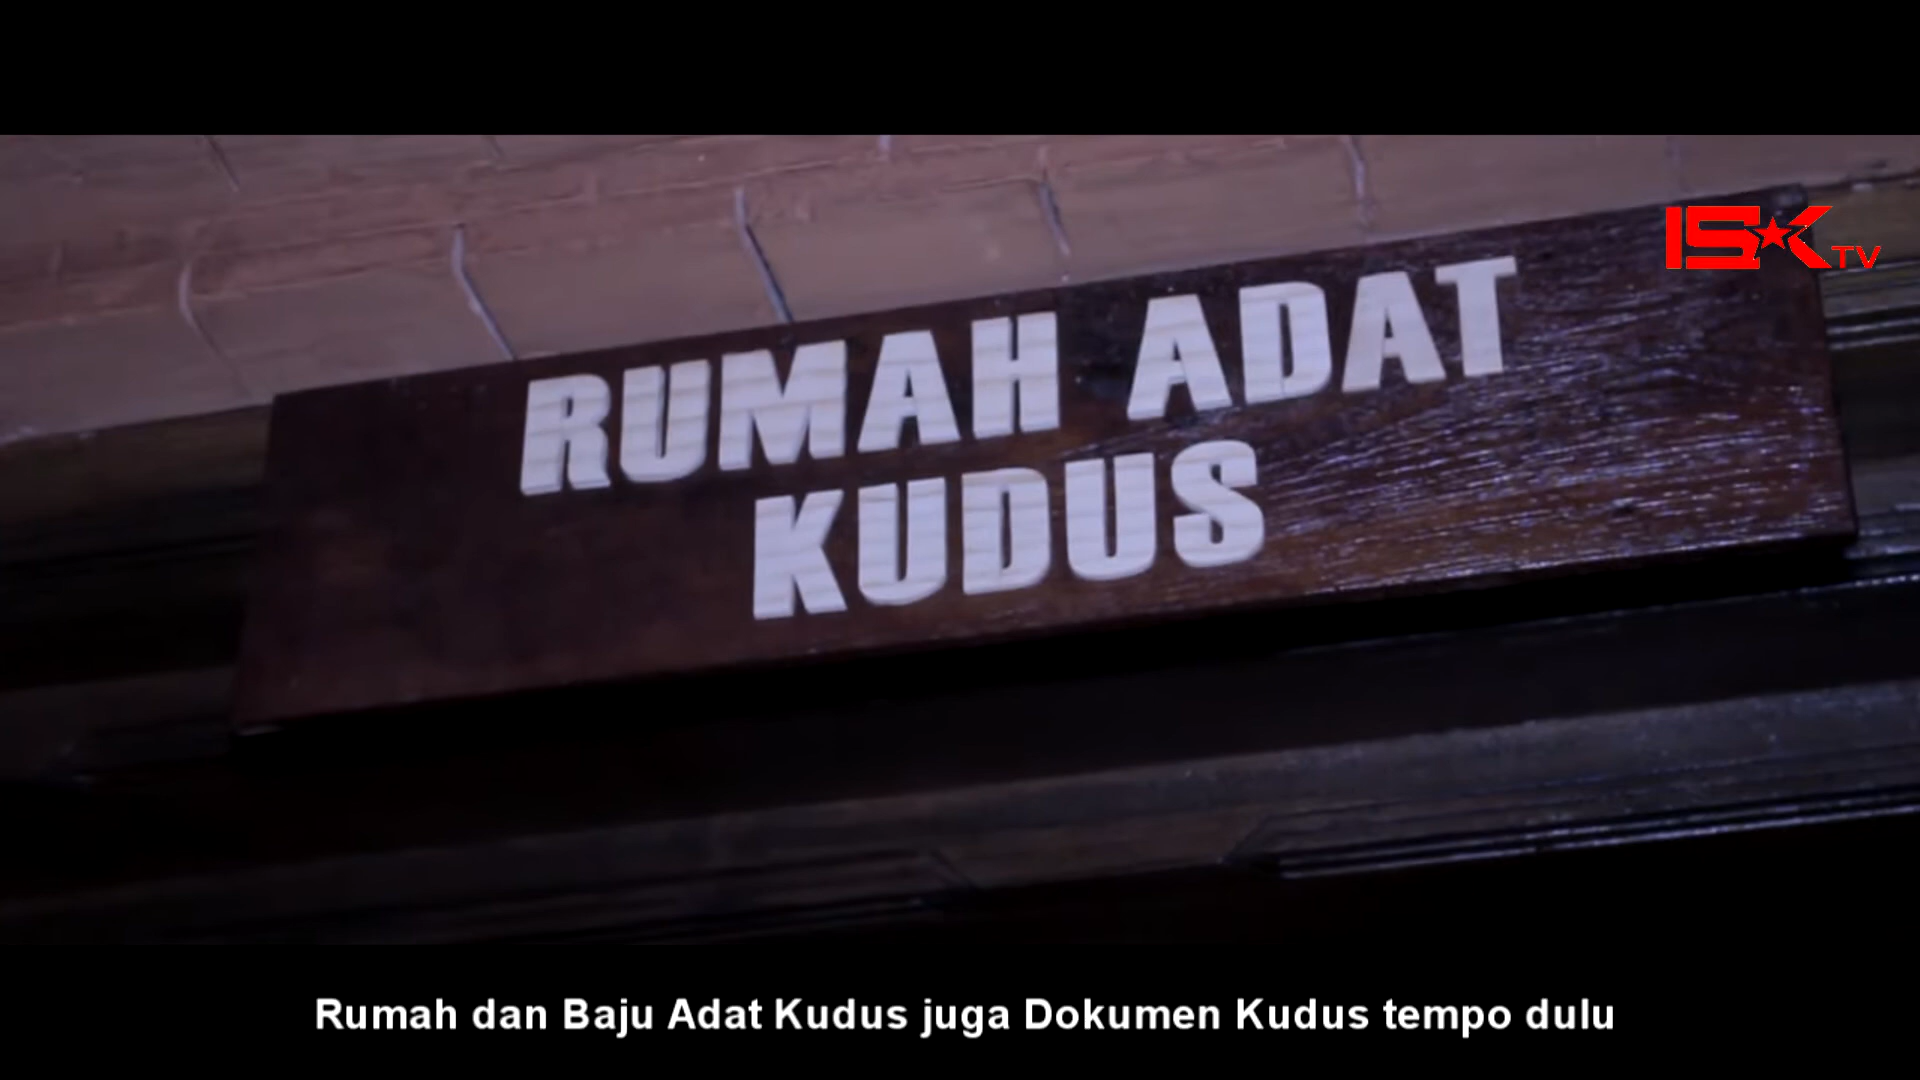 ISK TV
RUMAH ADAT
KUDUS
Rumah dan Baju Adat Kudus juga Dokumen Kudus tempo dulu